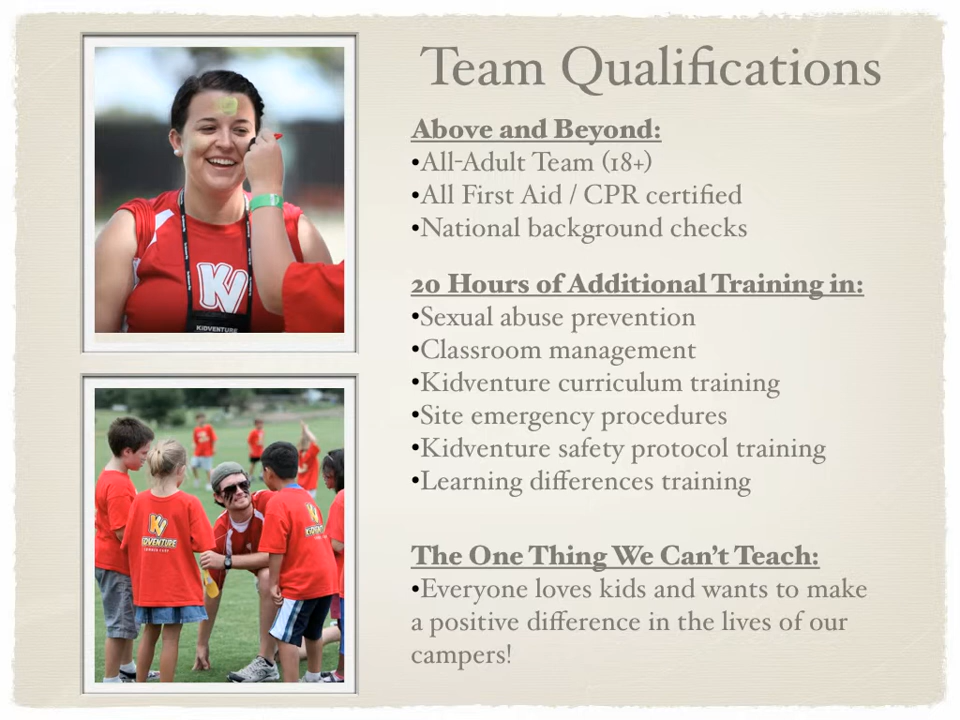 Team Qualifications
Above and Beyond:
•All-Adult Team (18+)
•All First Aid / CPR certified
•National background checks
20 Hours of Additional Training in:
•Sexual abuse prevention
•Classroom management
•Kidventure curriculum training
•Site emergency procedures
•Kidventure safety protocol training
•Learning differences training
The One Thing We Can't Teach:
•Everyone loves kids and wants to make
a positive difference in the lives of our
campers!
KV
KIDVENTURE
KV
KIDVENTURE
KIDVENTURE